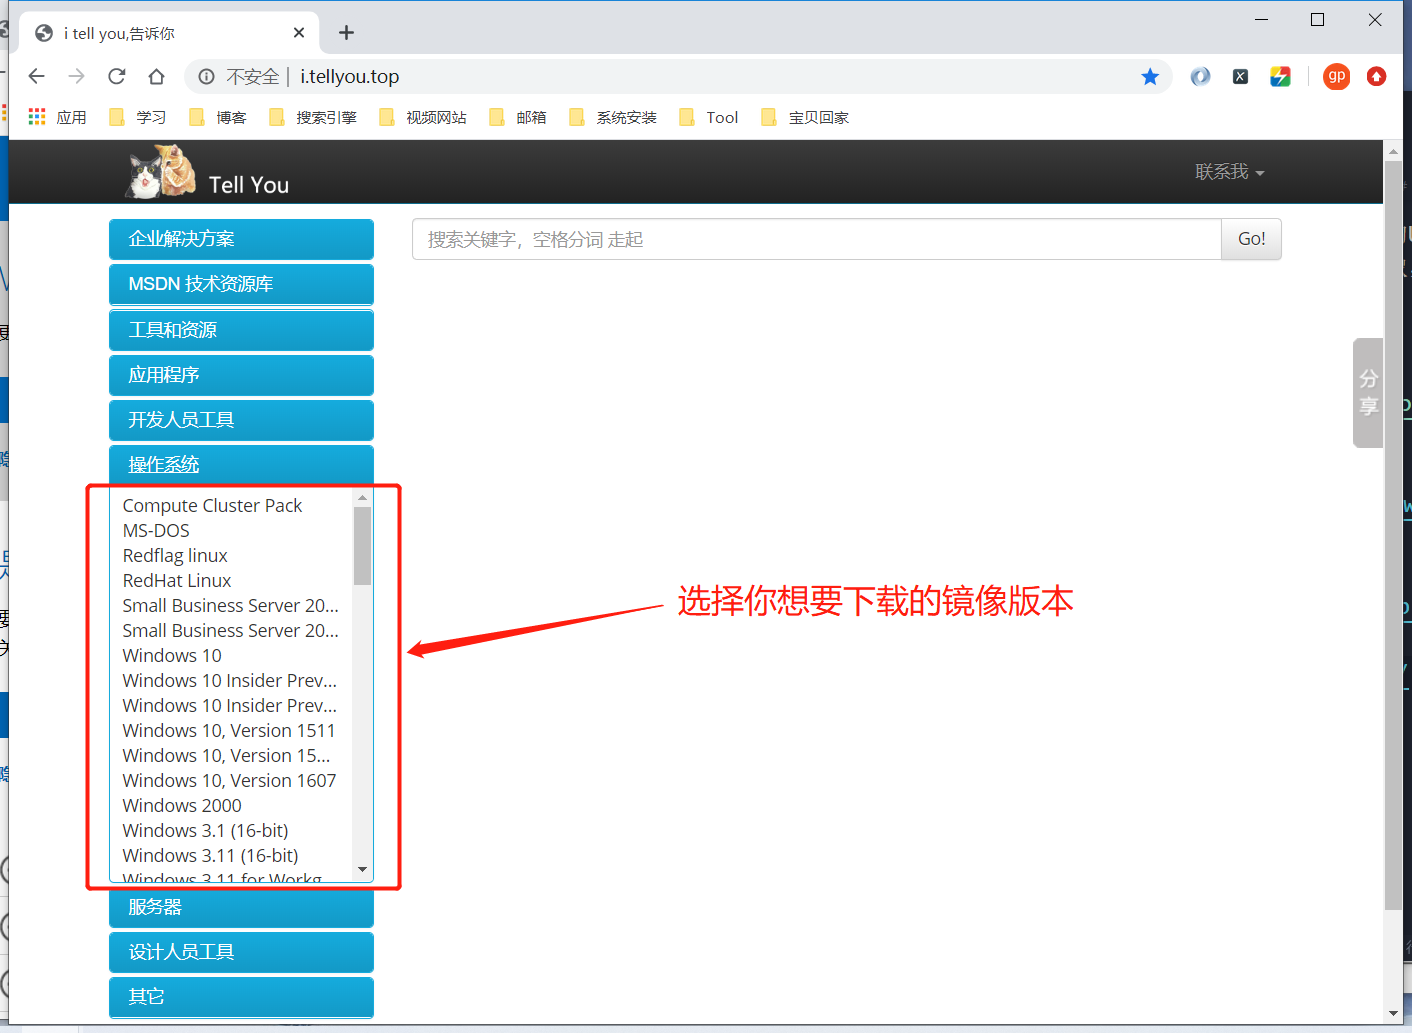 i tell you,告诉你
不安全
i.tellyou.top
gp
应用
学习
博客
搜索引擎
视频网站
邮箱
系统安装
Tool
宝贝回家
Tell You
联系我
企业解决方案
搜索关键字，空格分词 走起
Go!
MSDN 技术资源库
工具和资源
应用程序
分享
开发人员工具
操作系统
Compute Cluster Pack
MS-DOS
Redflag linux
RedHat Linux
Small Business Server 20...
Small Business Server 20...
Windows 10
Windows 10 Insider Prev...
Windows 10 Insider Prev...
Windows 10, Version 1511
Windows 10, Version 15...
Windows 10, Version 1607
Windows 2000
Windows 3.1 (16-bit)
Windows 3.11 (16-bit)
Windows 3.11 for Workg
选择你想要下载的镜像版本
服务器
设计人员工具
其它